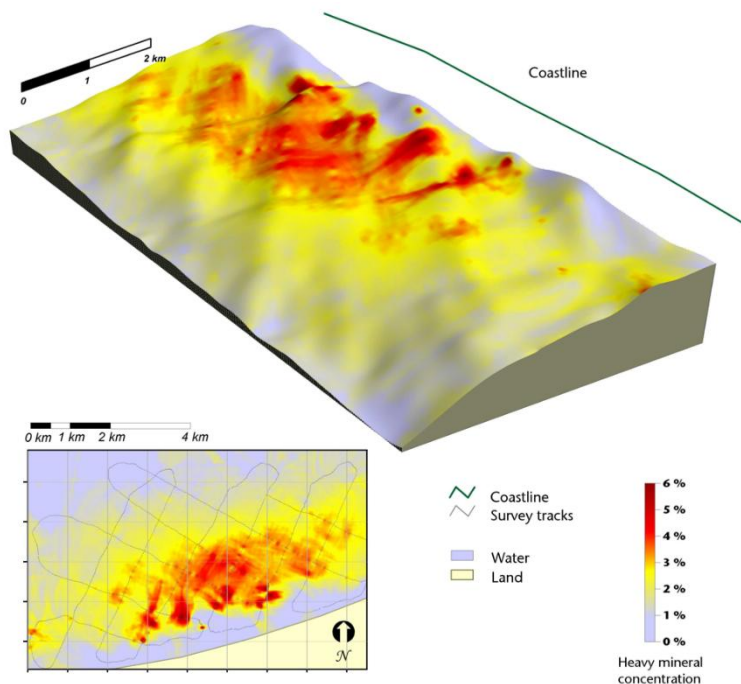 2 km
1
0
Coastline
0 km 1 km 2 km 4 km
N
Coastline
Survey tracks
Water
Land
6 %
5 %
4 %
3 %
2 %
1 %
0 %
Heavy mineral
concentration